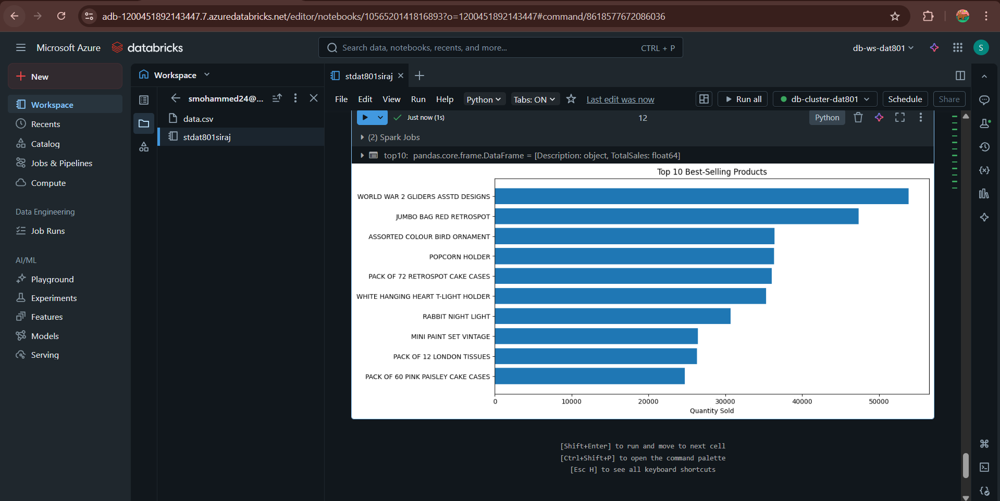 adb-1200451892143447.7.azuredatabricks.net/editor/notebooks/1056520141816893?o=1200451892143447#command/8618577672086036
Microsoft Azure databricks
Search data, notebooks, recents, and more... CTRL + P
db-ws-dat801
S
New
Workspace
Recents
Catalog
Jobs & Pipelines
Compute
Data Engineering
Job Runs
AI/ML
Playground
Experiments
Features
Models
Serving
Workspace
smohammed24@...
data.csv
stdat801siraj
stdat801siraj
File Edit View Run Help Python Tabs: ON Last edit was now Run all db-cluster-dat801 Schedule Share
Just now (1s) 12 Python
(2) Spark Jobs
top10: pandas.core.frame.DataFrame = [Description: object, TotalSales: float64]
Top 10 Best-Selling Products
WORLD WAR 2 GLIDERS ASSTD DESIGNS
JUMBO BAG RED RETROSPOT
ASSORTED COLOUR BIRD ORNAMENT
POPCORN HOLDER
PACK OF 72 RETROSPOT CAKE CASES
WHITE HANGING HEART T-LIGHT HOLDER
RABBIT NIGHT LIGHT
MINI PAINT SET VINTAGE
PACK OF 12 LONDON TISSUES
PACK OF 60 PINK PAISLEY CAKE CASES
0 10000 20000 30000 40000 50000
Quantity Sold
[Shift+Enter] to run and move to next cell
[Ctrl+Shift+P] to open the command palette
[Esc H] to see all keyboard shortcuts